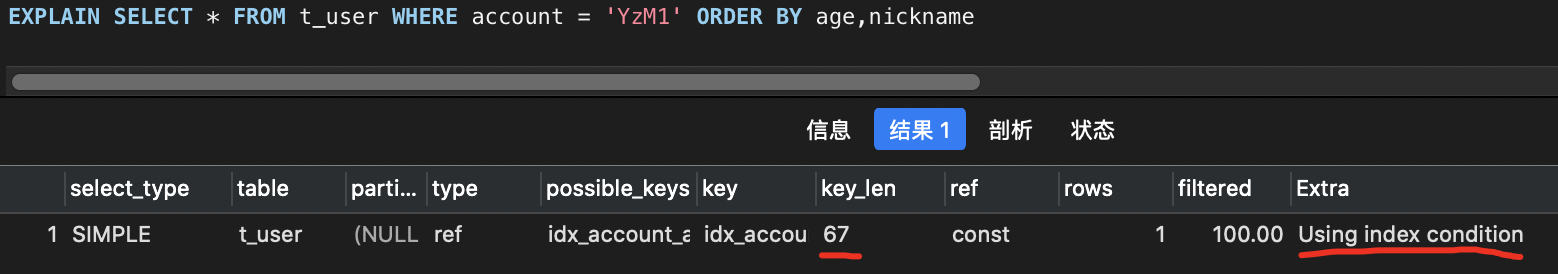 EXPLAIN SELECT * FROM t_user WHERE account = 'YzM1' ORDER BY age,nickname
信息 结果 1 剖析 状态
select_type table parti... type possible_keys key key_len ref rows filtered Extra
1 SIMPLE t_user (NULL ref idx_account_a idx_accou 67 const 1 100.00 Using index condition